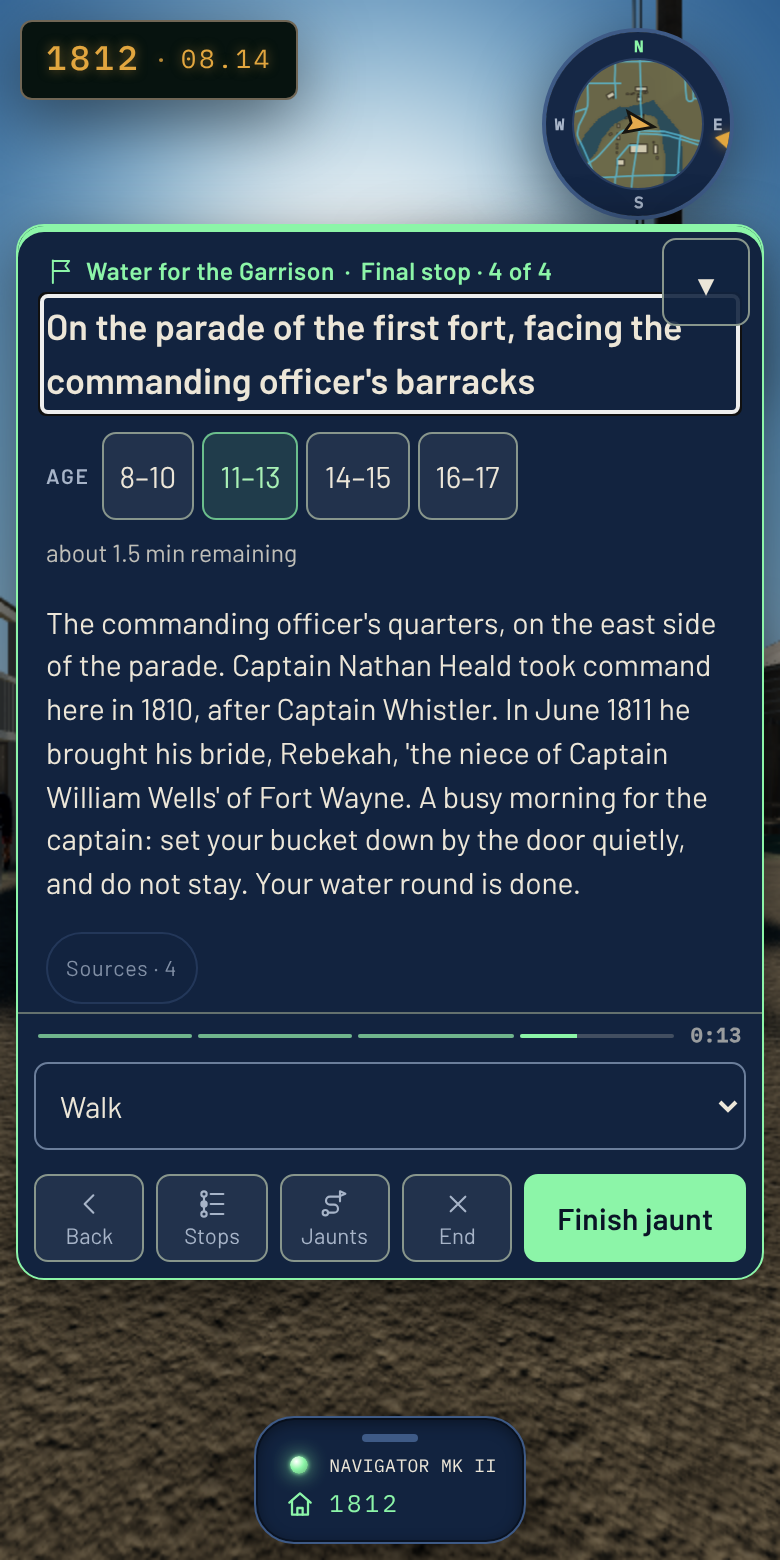 1812 · 08.14
N
W
E
S
Water for the Garrison · Final stop · 4 of 4
▼
On the parade of the first fort, facing the
commanding officer's barracks
AGE
8–10
11–13
14–15
16–17
about 1.5 min remaining
The commanding officer's quarters, on the east side
of the parade. Captain Nathan Heald took command
here in 1810, after Captain Whistler. In June 1811 he
brought his bride, Rebekah, 'the niece of Captain
William Wells' of Fort Wayne. A busy morning for the
captain: set your bucket down by the door quietly,
and do not stay. Your water round is done.
Sources · 4
0:13
Walk
Back
Stops
Jaunts
End
Finish jaunt
NAVIGATOR MK II
1812